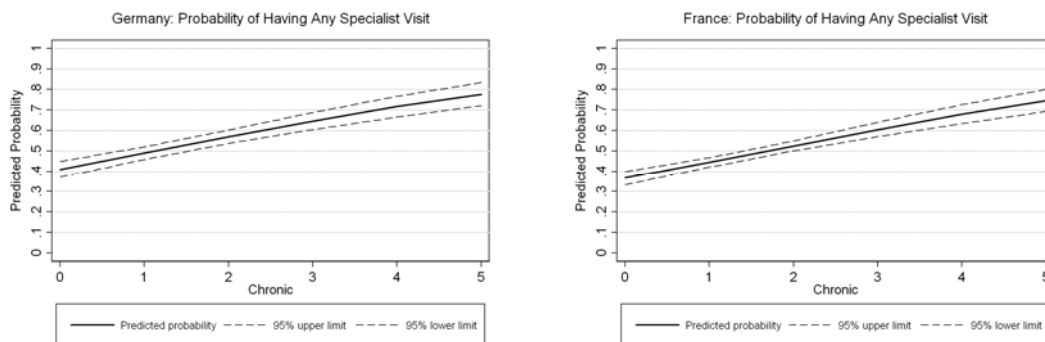 Germany: Probability of Having Any Specialist Visit
Predicted Probability
1
.9
.8
.7
.6
.5
.4
.3
.2
.1
0
0 1 2 3 4 5
Chronic
Predicted probability 95% upper limit 95% lower limit
France: Probability of Having Any Specialist Visit
Predicted Probability
1
.9
.8
.7
.6
.5
.4
.3
.2
.1
0
0 1 2 3 4 5
Chronic
Predicted probability 95% upper limit 95% lower limit